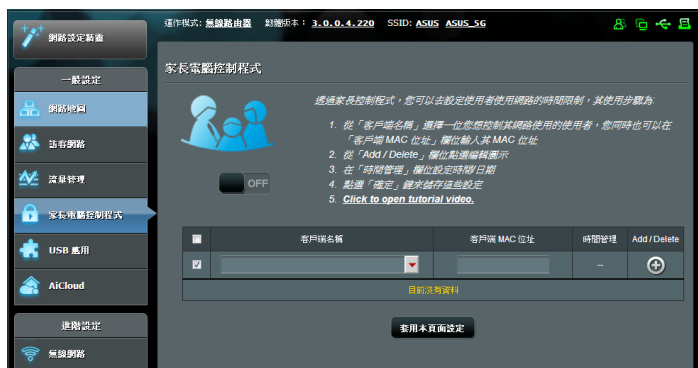 運作模式: 無線路由器 韌體版本: 3.0.0.4.220 SSID: ASUS ASUS_5G
網路設定精靈
一般設定
網路地圖
訪客網路
流量管理
家長電腦控制程式
USB 應用
AiCloud
進階設定
無線網路
家長電腦控制程式
透過家長控制程式，您可以去設定使用者使用網路的時間限制，其使用步驟為:
1. 從「客戶端名稱」選擇一位您想控制其網路使用的使用者，您同時也可以在
「客戶端 MAC 位址」欄位輸入其 MAC 位址
2. 從「Add / Delete」欄位點選編輯圖示
3. 在「時間管理」欄位設定時間/日期
4. 點選「確定」鍵來儲存這些設定
5. Click to open tutorial video.
OFF
客戶端名稱 客戶端 MAC 位址 時間管理 Add / Delete
–
目前沒有資料
套用本頁面設定